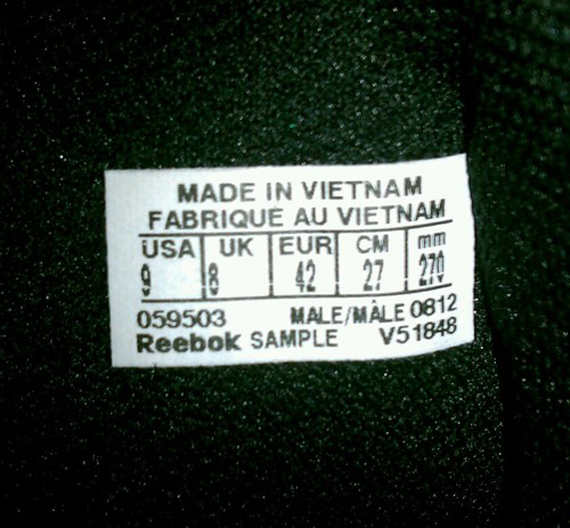 MADE IN VIETNAM
FABRIQUÉ AU VIETNAM
USA UK EUR CM mm
9 8 42 27 270
059503 MALE/MÂLE 0812
Reebok SAMPLE V51848